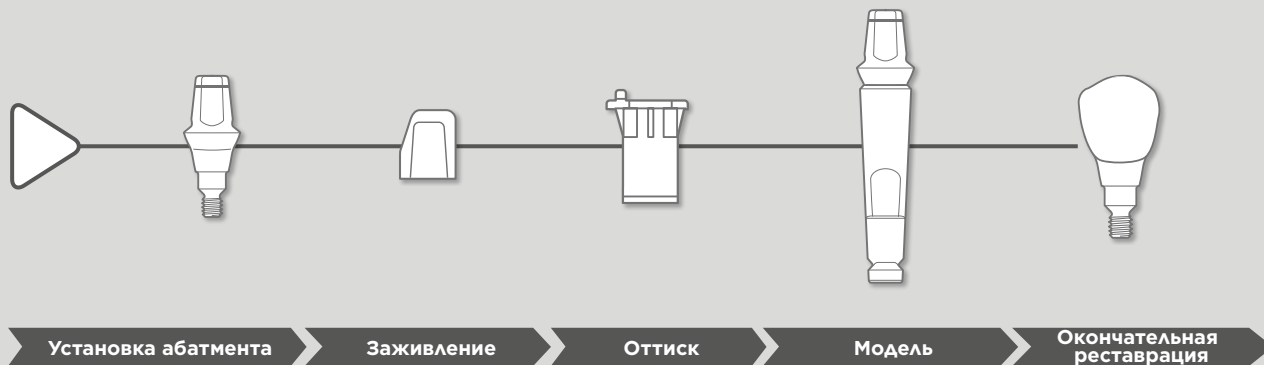 Установка абатмента
Заживление
Оттиск
Модель
Окончательная
реставрация